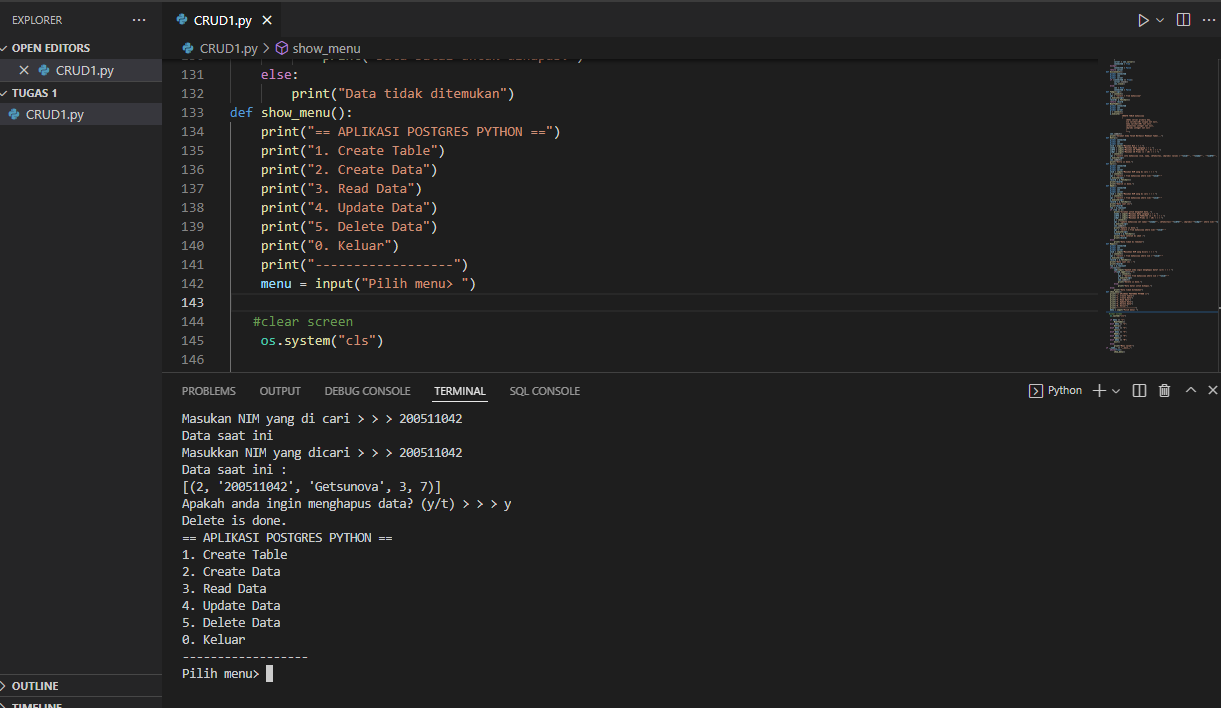 EXPLORER
OPEN EDITORS
CRUD1.py
TUGAS 1
CRUD1.py
OUTLINE
TIMELINE
CRUD1.py
CRUD1.py > show_menu
131 else:
132 print("Data tidak ditemukan")
133 def show_menu():
134 print("== APLIKASI POSTGRES PYTHON ==")
135 print("1. Create Table")
136 print("2. Create Data")
137 print("3. Read Data")
138 print("4. Update Data")
139 print("5. Delete Data")
140 print("0. Keluar")
141 print("------------------")
142 menu = input("Pilih menu> ")
143
144 #clear screen
145 os.system("cls")
146
PROBLEMS OUTPUT DEBUG CONSOLE TERMINAL SQL CONSOLE Python
Masukan NIM yang di cari > > > 200511042
Data saat ini
Masukkan NIM yang dicari > > > 200511042
Data saat ini :
[(2, '200511042', 'Getsunova', 3, 7)]
Apakah anda ingin menghapus data? (y/t) > > > y
Delete is done.
== APLIKASI POSTGRES PYTHON ==
1. Create Table
2. Create Data
3. Read Data
4. Update Data
5. Delete Data
0. Keluar
------------------
Pilih menu>